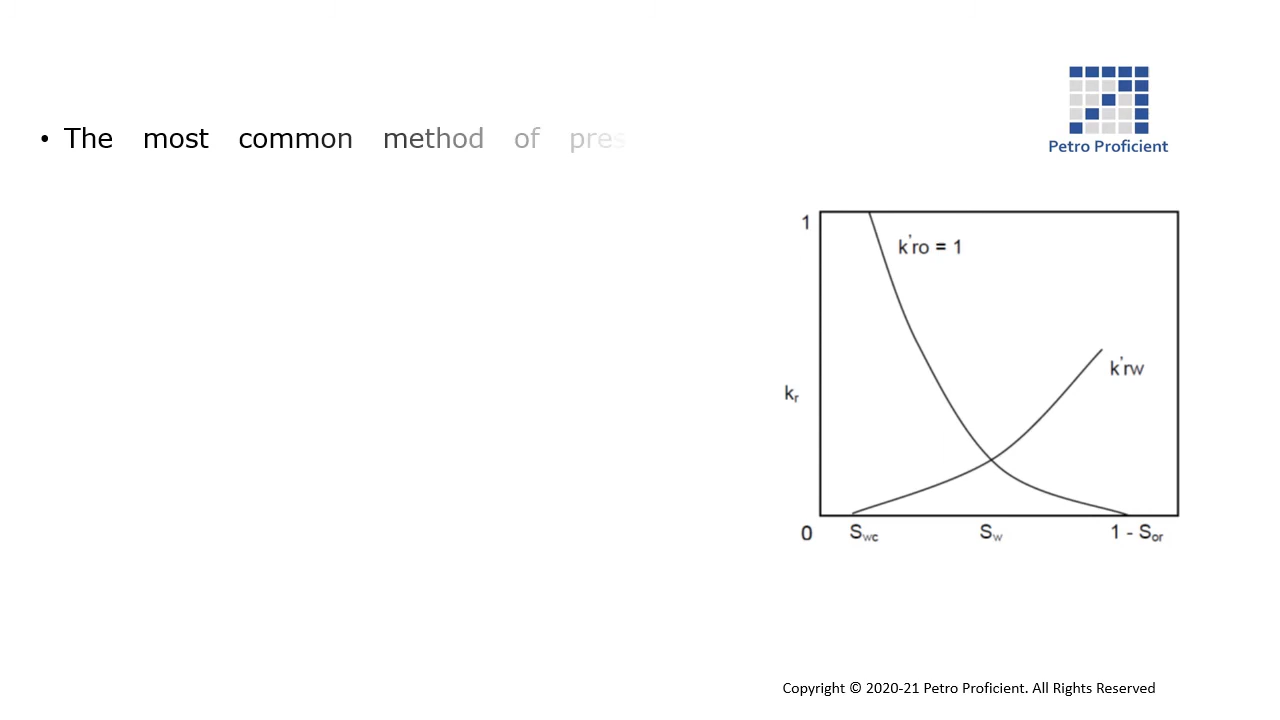 • The most common method of
Petro Proficient
1
k'ro = 1
k'rw
kr
0 Swc Sw 1 - Sor
Copyright © 2020-21 Petro Proficient. All Rights Reserved